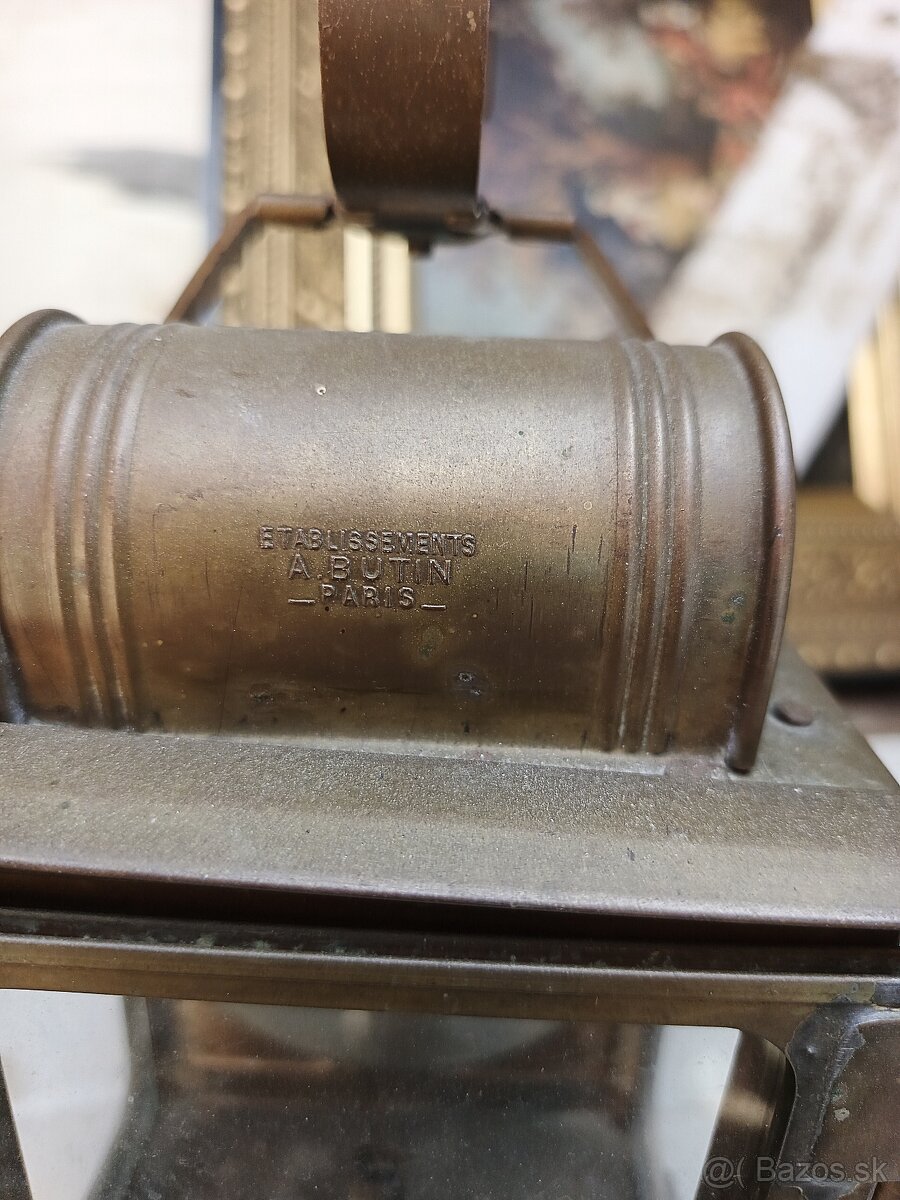 ETABLISSEMENTS
A. BUTIN
_PARIS_
@( Bazos.sk